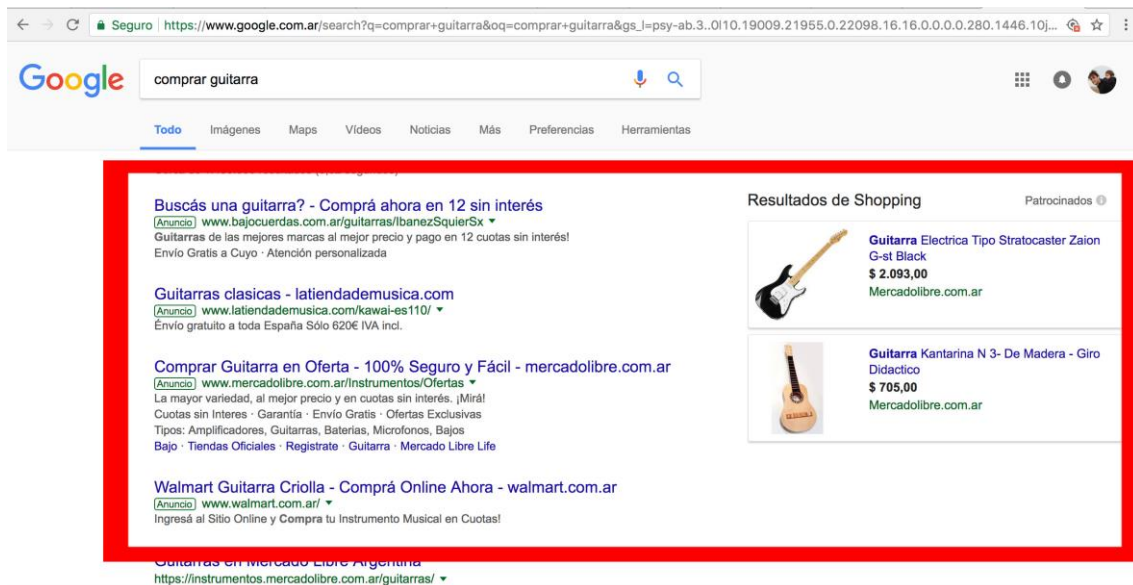 Seguro https://www.google.com.ar/search?q=comprar+guitarra&oq=comprar+guitarra&gs_l=psy-ab.3..0l10.19009.21955.0.22098.16.16.0.0.0.0.280.1446.10j...
Google
comprar guitarra
Todo Imágenes Maps Vídeos Noticias Más Preferencias Herramientas
Buscás una guitarra? - Comprá ahora en 12 sin interés
Anuncio www.bajocuerdas.com.ar/guitarras/IbanezSquierSx
Guitarras de las mejores marcas al mejor precio y pago en 12 cuotas sin interés!
Envío Gratis a Cuyo · Atención personalizada
Guitarras clasicas - latiendademusica.com
Anuncio www.latiendademusica.com/kawai-es110/
Énvío gratuito a toda España Sólo 620€ IVA incl.
Comprar Guitarra en Oferta - 100% Seguro y Fácil - mercadolibre.com.ar
Anuncio www.mercadolibre.com.ar/Instrumentos/Ofertas
La mayor variedad, al mejor precio y en cuotas sin interés. ¡Mirá!
Cuotas sin Interes · Garantía · Envío Gratis · Ofertas Exclusivas
Tipos: Amplificadores, Guitarras, Baterias, Microfonos, Bajos
Bajo · Tiendas Oficiales · Registrate · Guitarra · Mercado Libre Life
Walmart Guitarra Criolla - Comprá Online Ahora - walmart.com.ar
Anuncio www.walmart.com.ar/
Ingresá al Sitio Online y Compra tu Instrumento Musical en Cuotas!
Resultados de Shopping Patrocinados
Guitarra Electrica Tipo Stratocaster Zaion
G-st Black
$ 2.093,00
Mercadolibre.com.ar
Guitarra Kantarina N 3- De Madera - Giro
Didactico
$ 705,00
Mercadolibre.com.ar
Guitarras en Mercado Libre Argentina
https://instrumentos.mercadolibre.com.ar/guitarras/